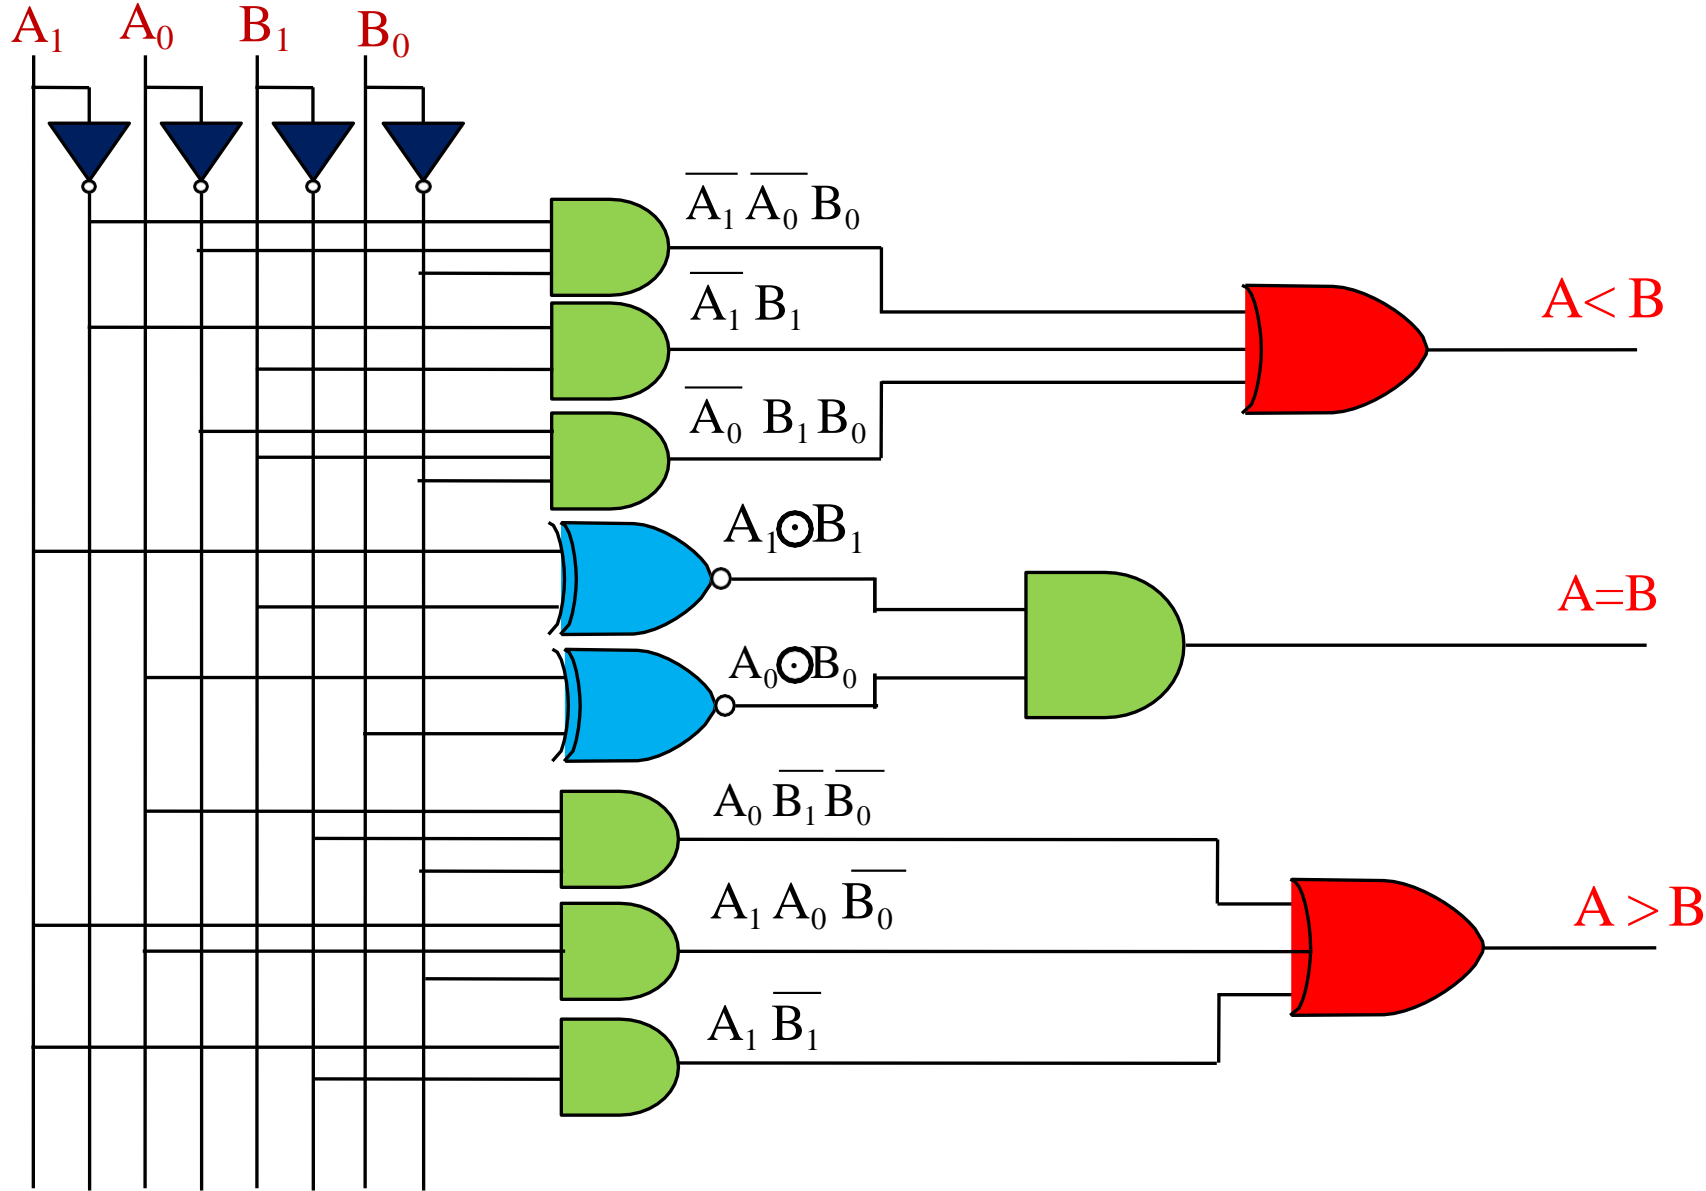 A₁ A₀ B₁ B₀
A̅₁ A̅₀ B₀
A̅₁ B₁
A< B
A̅₀ B₁ B₀
A₁⊙B₁
A=B
A₀⊙B₀
A₀ B̅₁ B̅₀
A₁ A₀ B̅₀
A > B
A₁ B̅₁